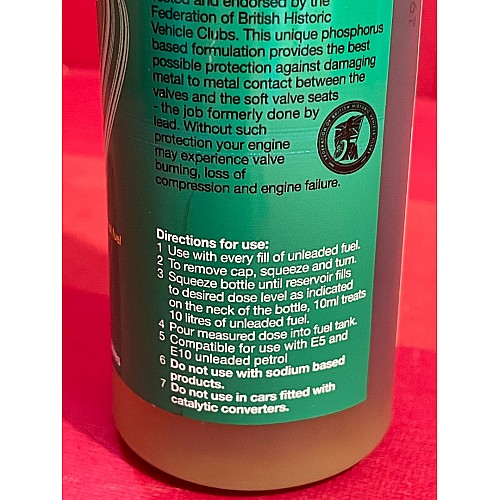 tested and endorsed by the
Federation of British Historic
Vehicle Clubs. This unique phosphorus
based formulation provides the best
possible protection against damaging
metal to metal contact between the
valves and the soft valve seats
- the job formerly done by
lead. Without such
protection your engine
may experience valve
burning, loss of
compression and engine failure.
Directions for use:
1 Use with every fill of unleaded fuel.
2 To remove cap, squeeze and turn.
3 Squeeze bottle until reservoir fills
to desired dose level as indicated
on the neck of the bottle, 10ml treats
10 litres of unleaded fuel.
4 Pour measured dose into fuel tank.
5 Compatible for use with E5 and
E10 unleaded petrol
6 Do not use with sodium based
products.
7 Do not use in cars fitted with
catalytic converters.
fuel